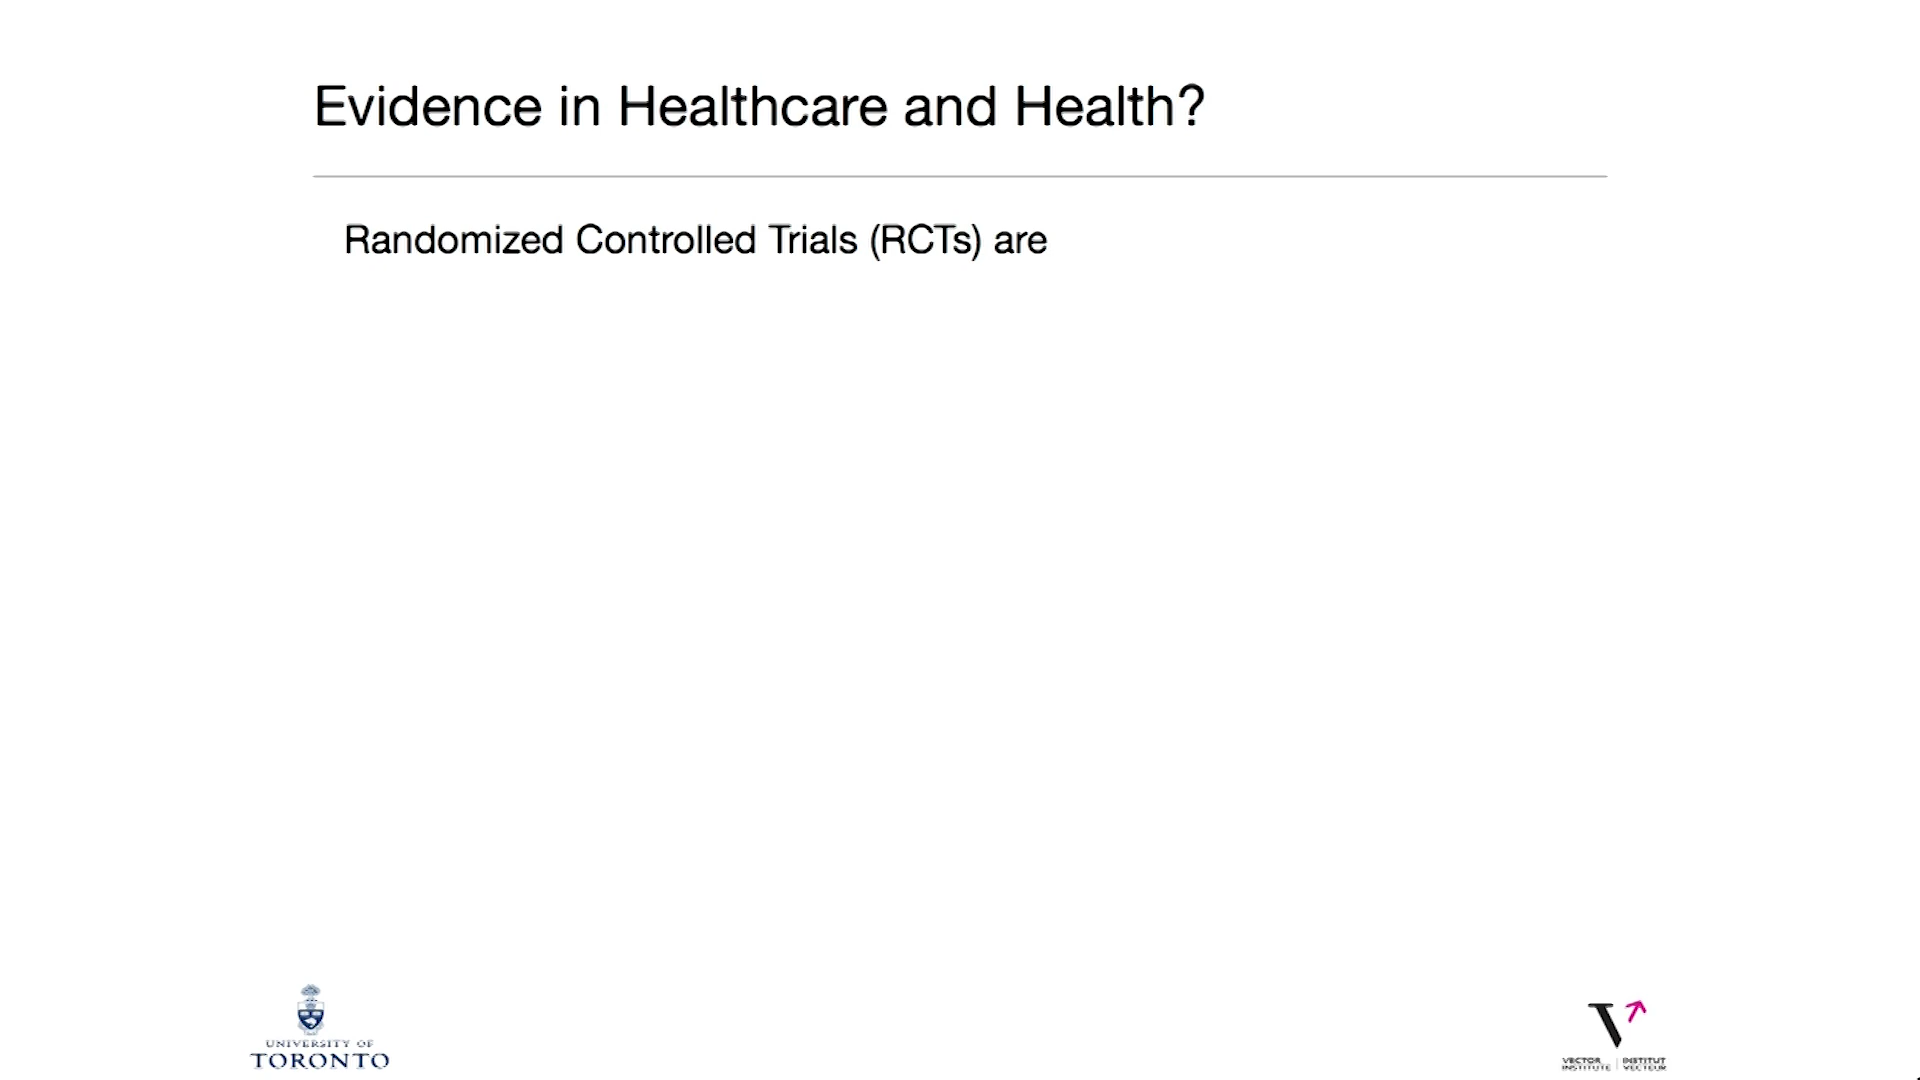 Evidence in Healthcare and Health?
Randomized Controlled Trials (RCTs) are
UNIVERSITY OF
TORONTO
VECTOR INSTITUTE | INSTITUT VECTEUR